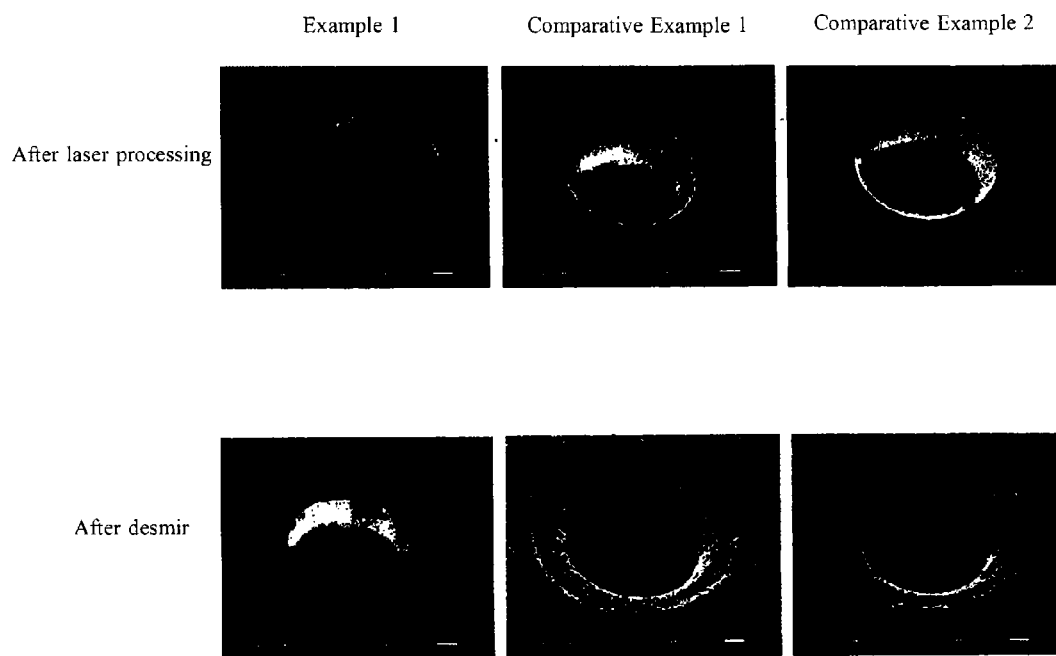 Example 1
Comparative Example 1
Comparative Example 2
After laser processing
After desmir